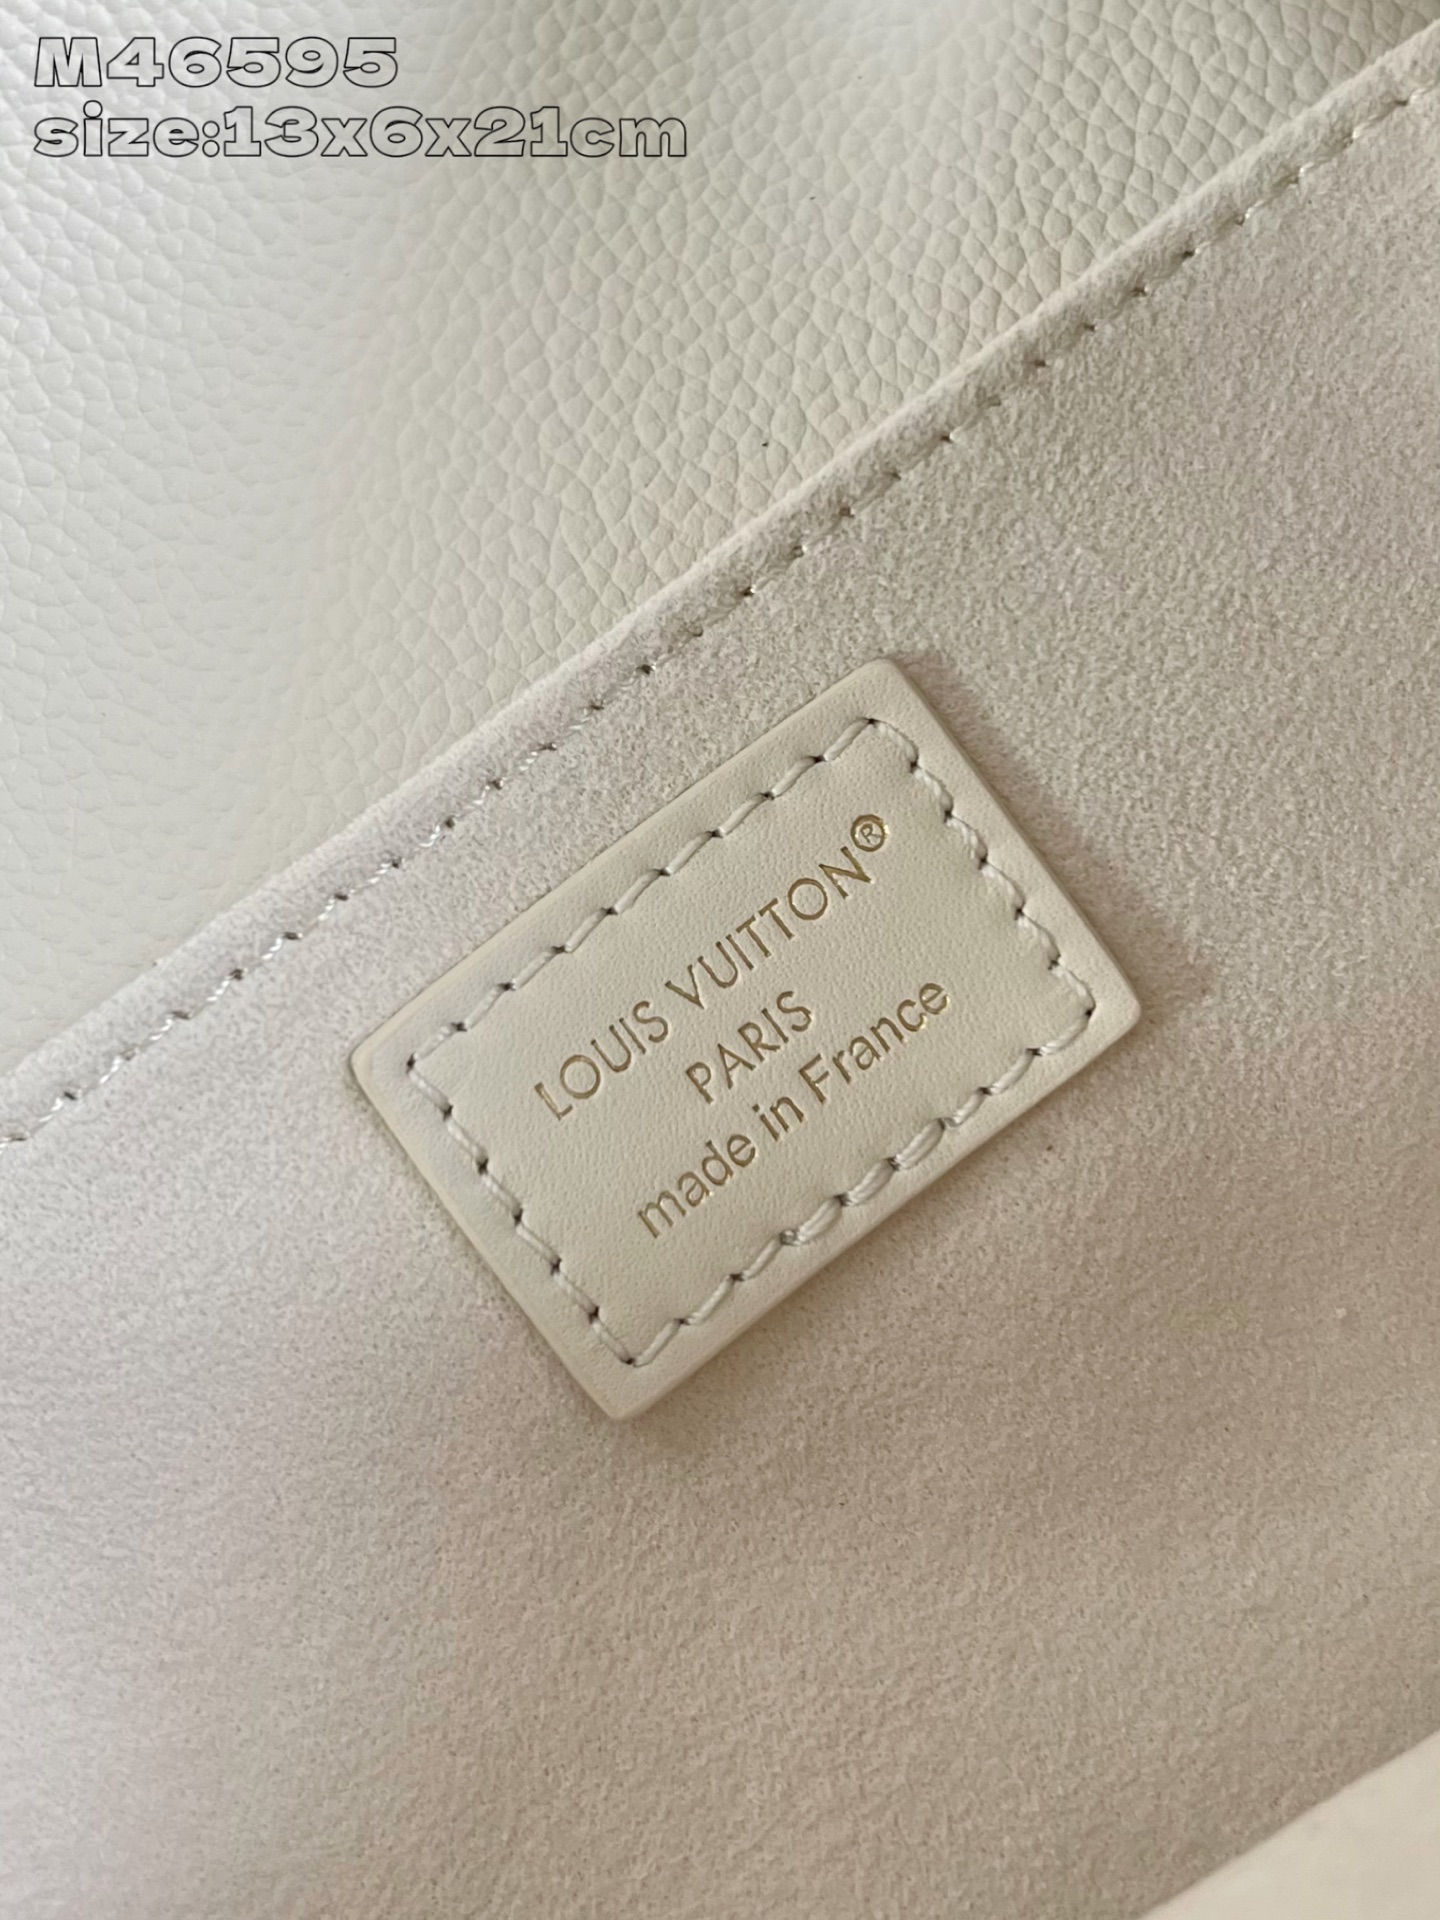 M46595
size:13x6x21cm
LOUIS VUITTON®
PARIS
made in France